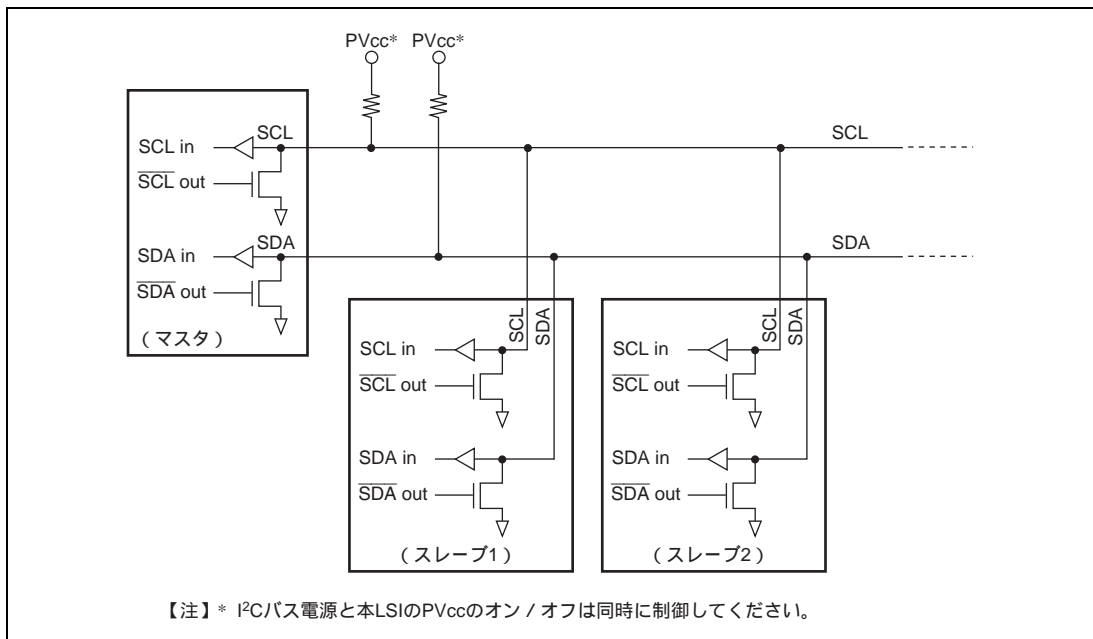 PVcc* PVcc*
SCL
SCL
SCL in
SCL out
SDA
SDA
SDA in
SDA out
(マスタ)
SCL
SDA
SCL in
SCL out
SDA in
SDA out
(スレーブ1)
SCL
SDA
SCL in
SCL out
SDA in
SDA out
(スレーブ2)
【注】* I²Cバス電源と本LSIのPVccのオン / オフは同時に制御してください。